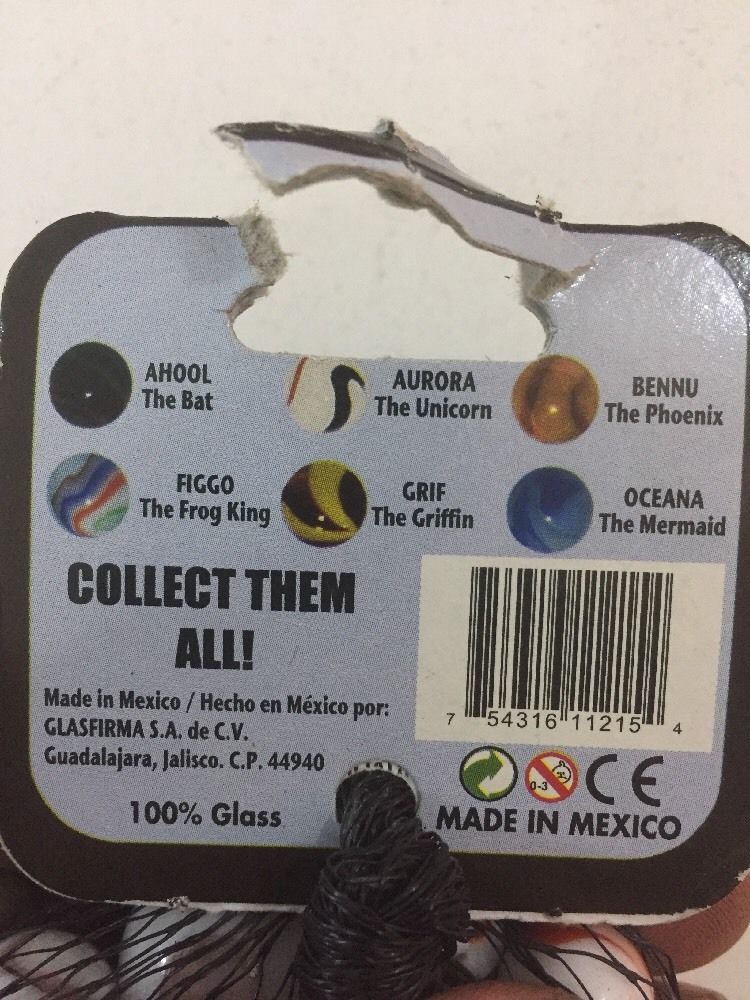 AHOOL
The Bat
AURORA
The Unicorn
BENNU
The Phoenix
FIGGO
The Frog King
GRIF
The Griffin
OCEANA
The Mermaid
COLLECT THEM
ALL!
Made in Mexico / Hecho en México por:
GLASFIRMA S.A. de C.V.
Guadalajara, Jalisco. C.P. 44940
100% Glass
7 54316 11215 4
0-3
CE
MADE IN MEXICO